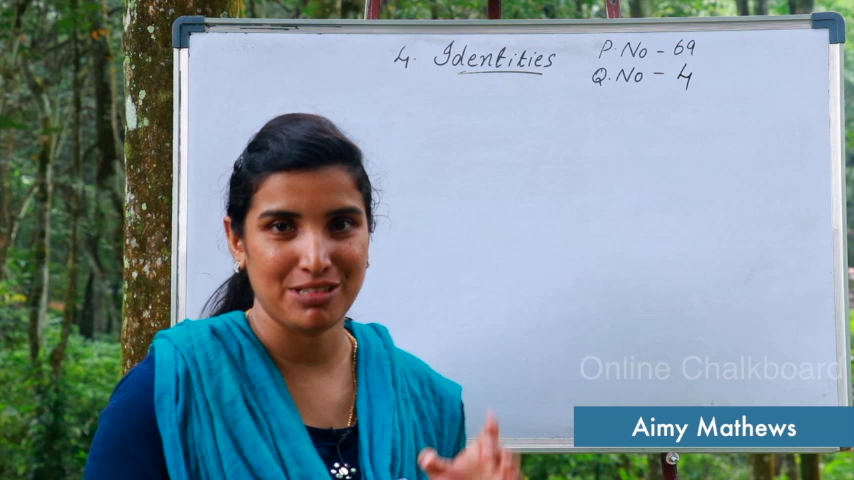 4. Identities
P.No - 69
Q.No - 4
Online Chalkboard
Aimy Mathews